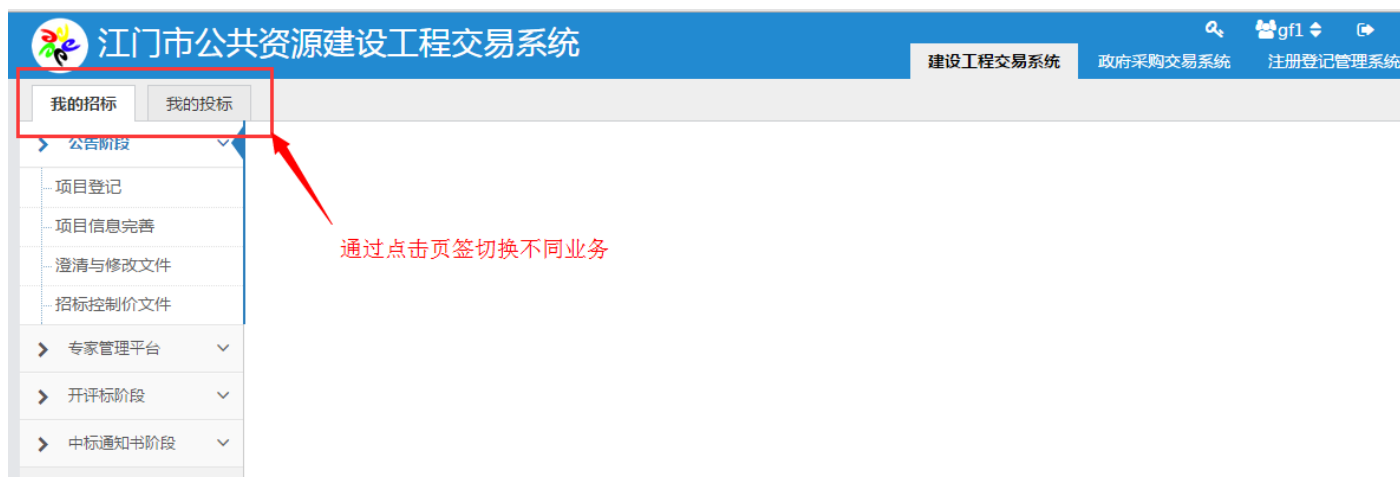 江门市公共资源建设工程交易系统
gf1
建设工程交易系统 政府采购交易系统 注册登记管理系统
我的招标 我的投标
公告阶段
项目登记
项目信息完善
澄清与修改文件
招标控制价文件
专家管理平台
开评标阶段
中标通知书阶段
通过点击页签切换不同业务